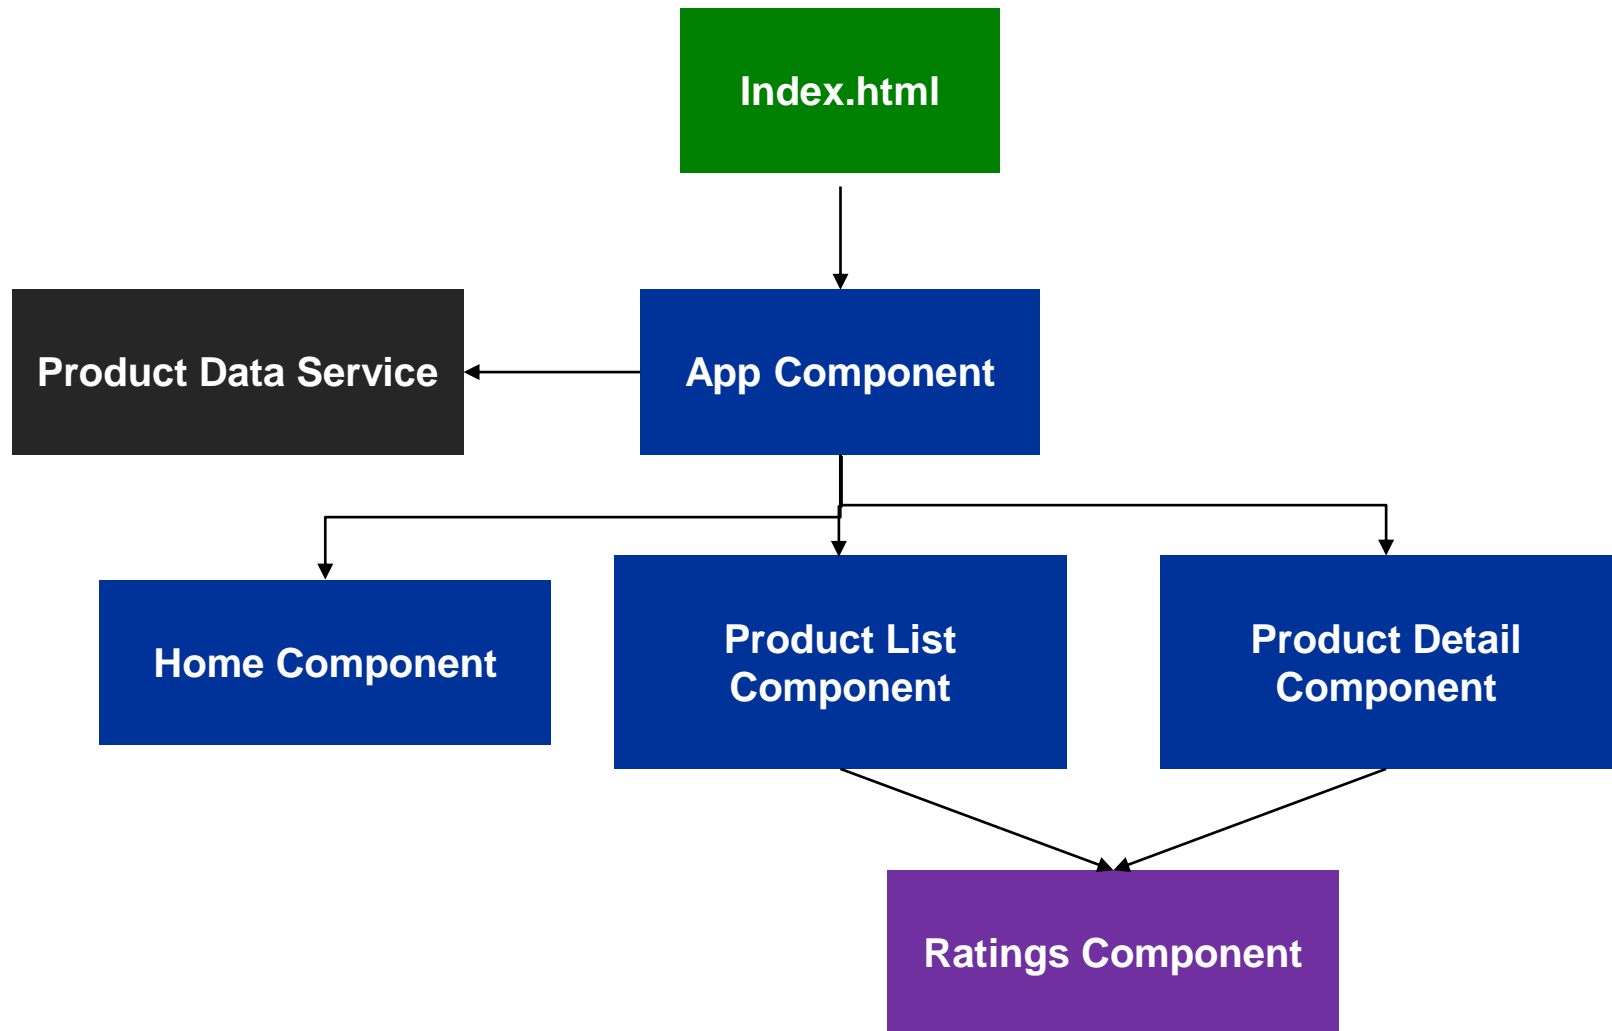 Index.html
Product Data Service
App Component
Home Component
Product List
Component
Product Detail
Component
Ratings Component